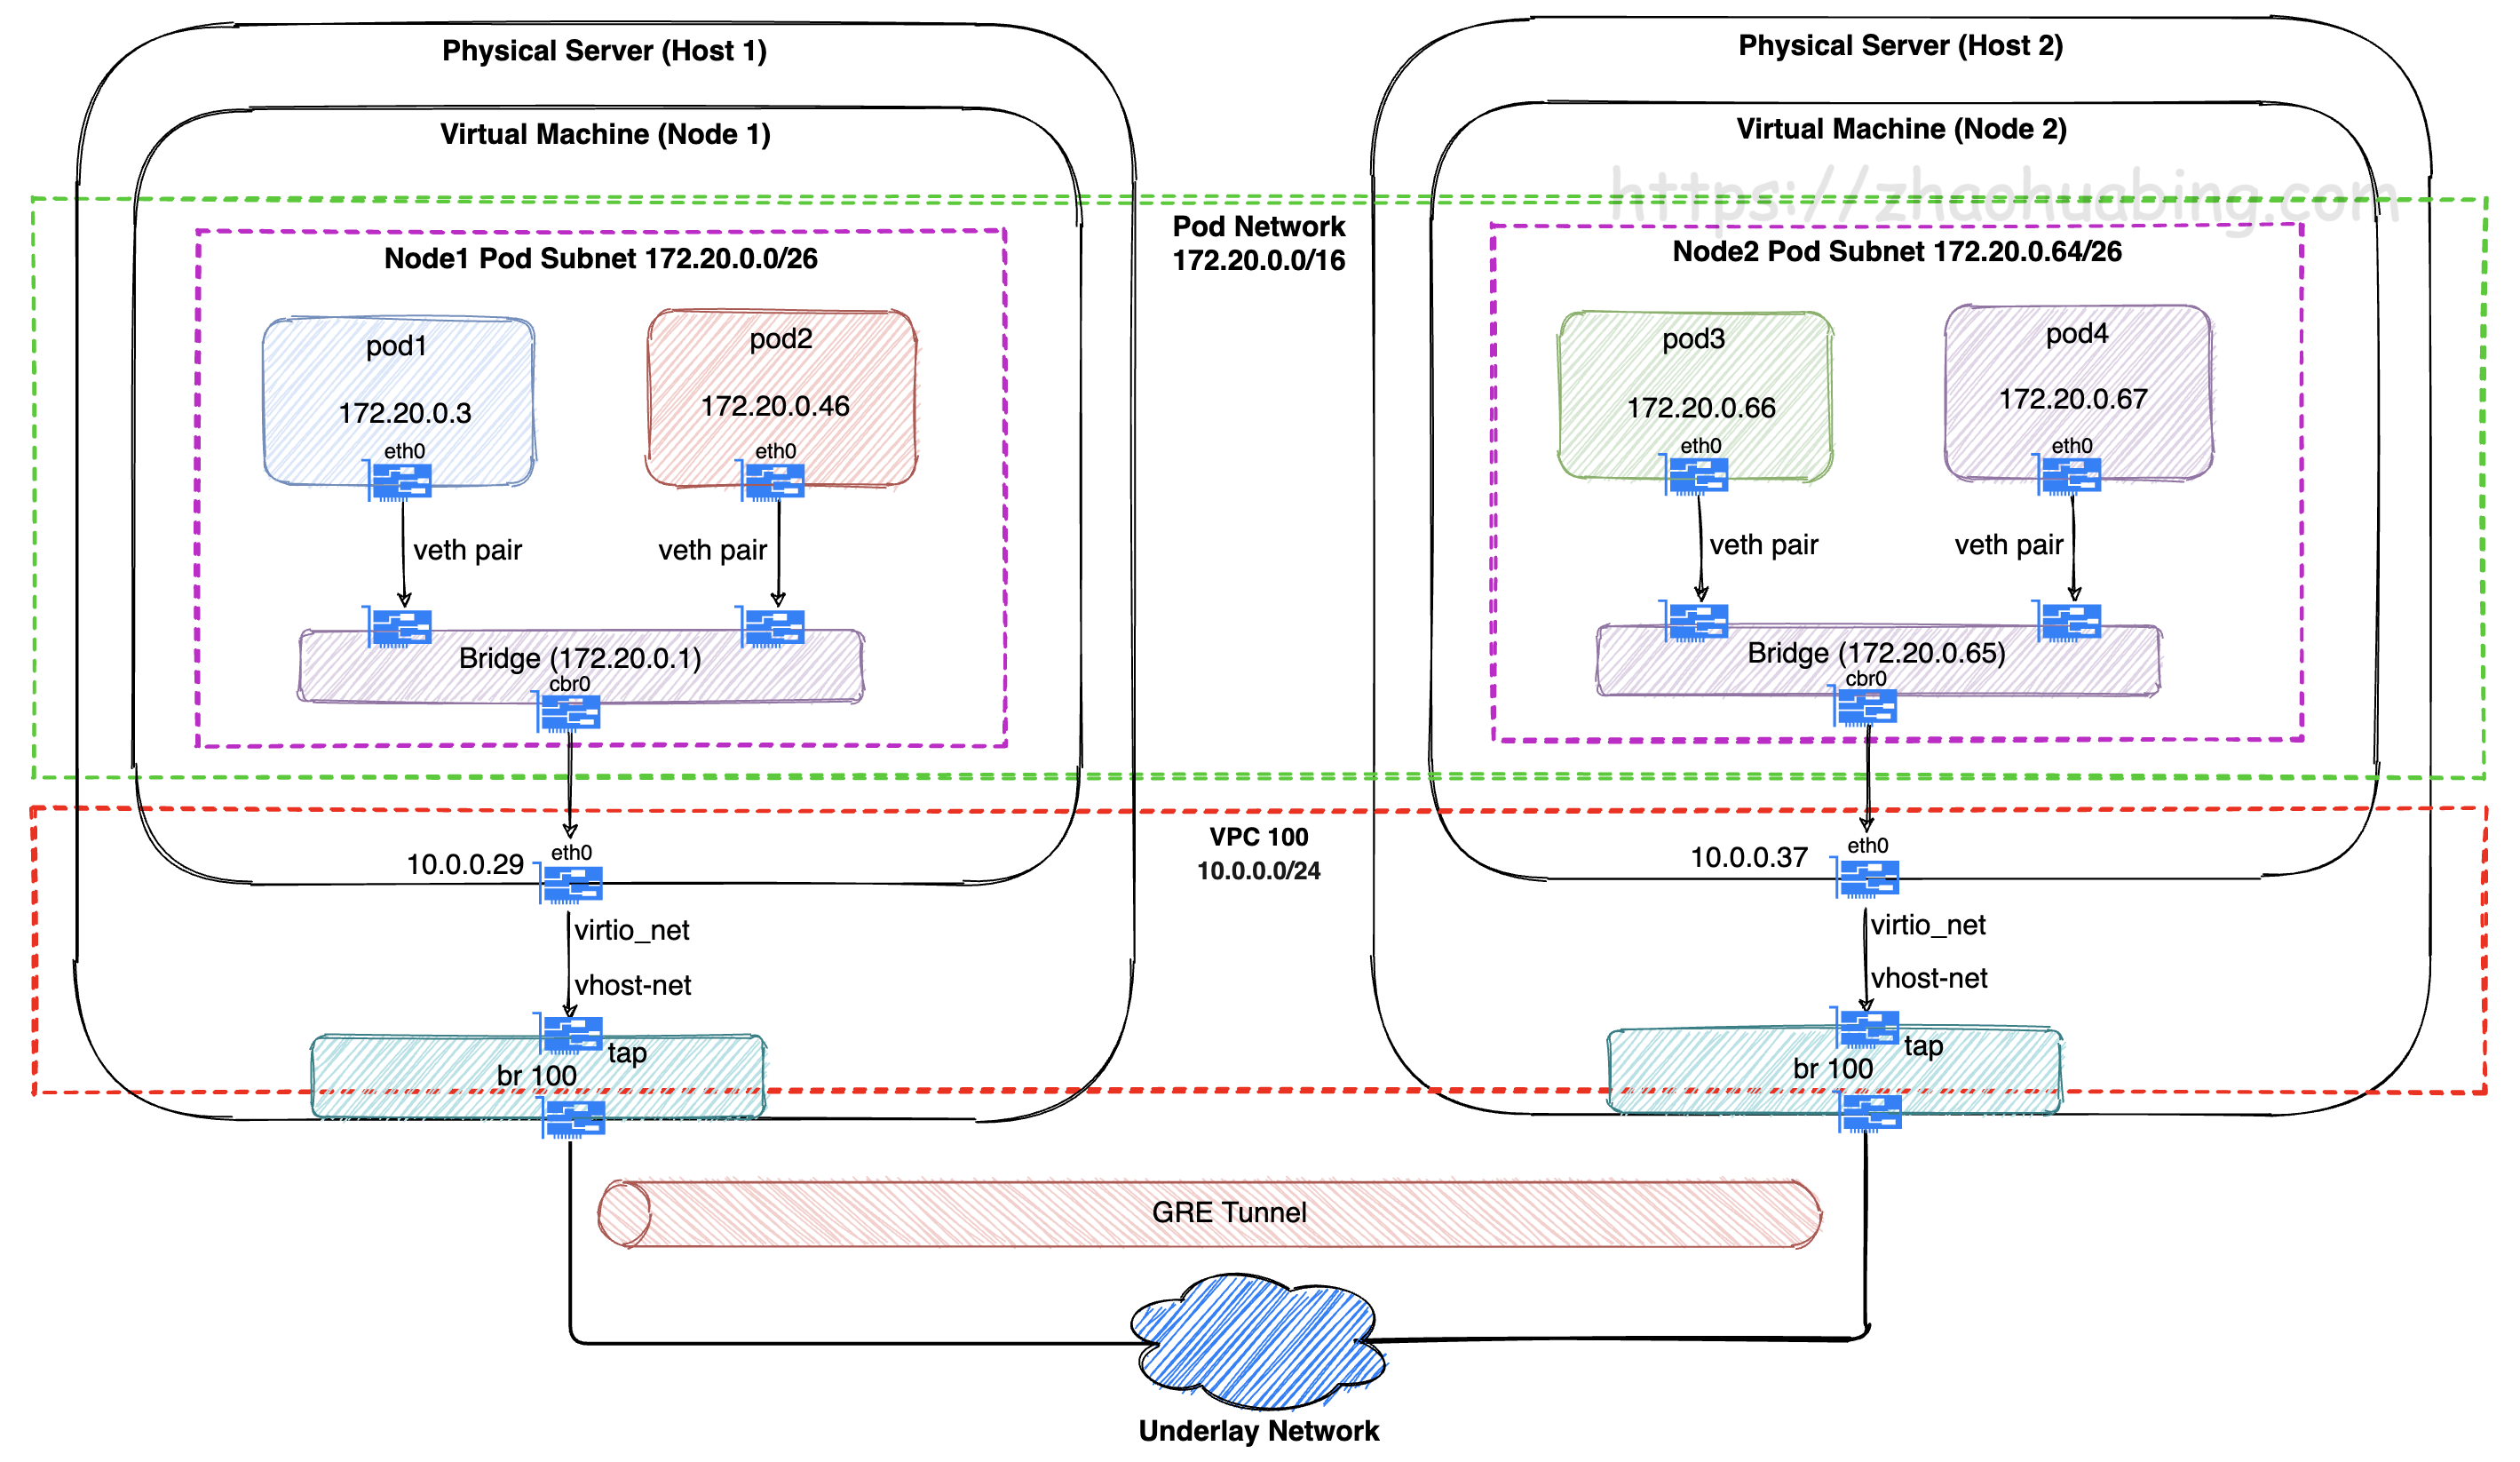 Physical Server (Host 1)
Virtual Machine (Node 1)
Node1 Pod Subnet 172.20.0.0/26
pod1
172.20.0.3
eth0
pod2
172.20.0.46
eth0
veth pair
veth pair
Bridge (172.20.0.1)
cbr0
10.0.0.29
eth0
virtio_net
vhost-net
tap
br 100
Pod Network
172.20.0.0/16
VPC 100
10.0.0.0/24
Physical Server (Host 2)
Virtual Machine (Node 2)
https://zhaohuabing.com
Node2 Pod Subnet 172.20.0.64/26
pod3
172.20.0.66
eth0
pod4
172.20.0.67
eth0
veth pair
veth pair
Bridge (172.20.0.65)
cbr0
10.0.0.37
eth0
virtio_net
vhost-net
tap
br 100
GRE Tunnel
Underlay Network